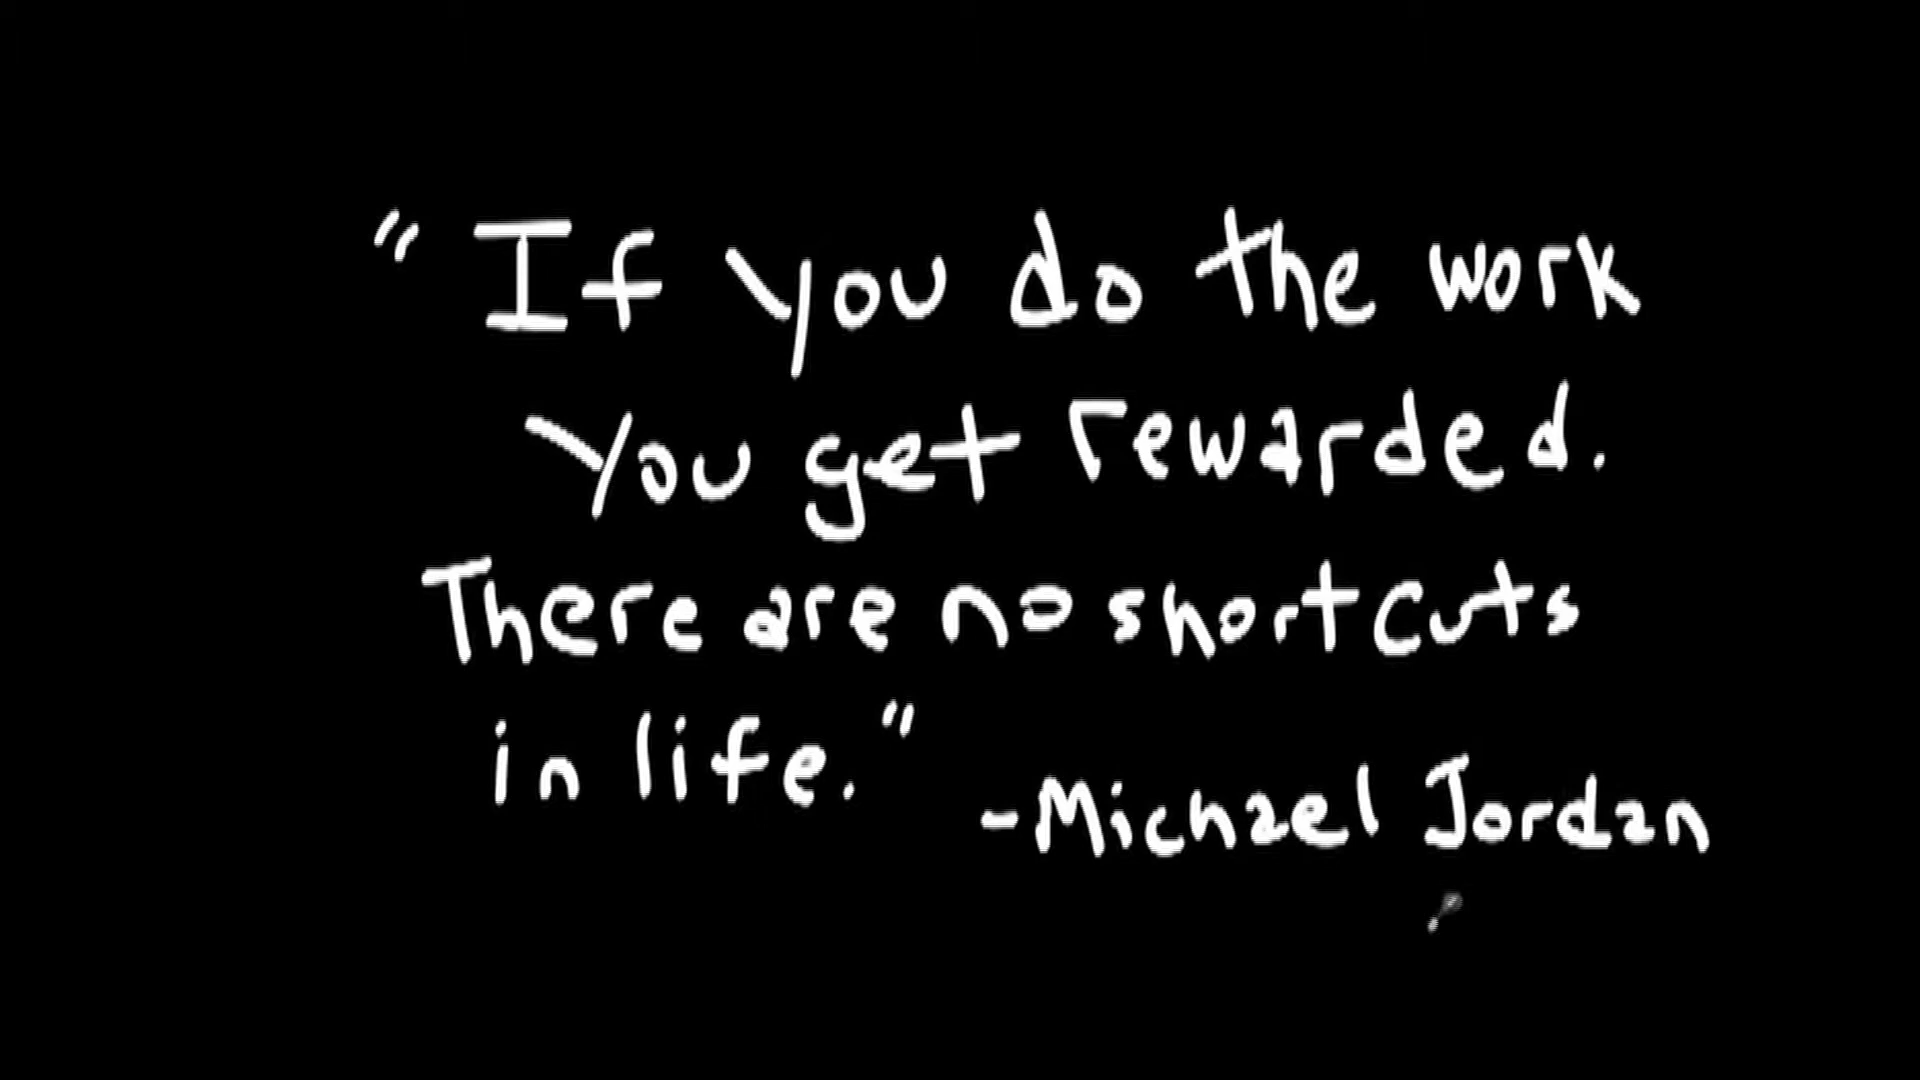 "If you do the work
you get rewarded.
There are no shortcuts
in life."
-Michael Jordan